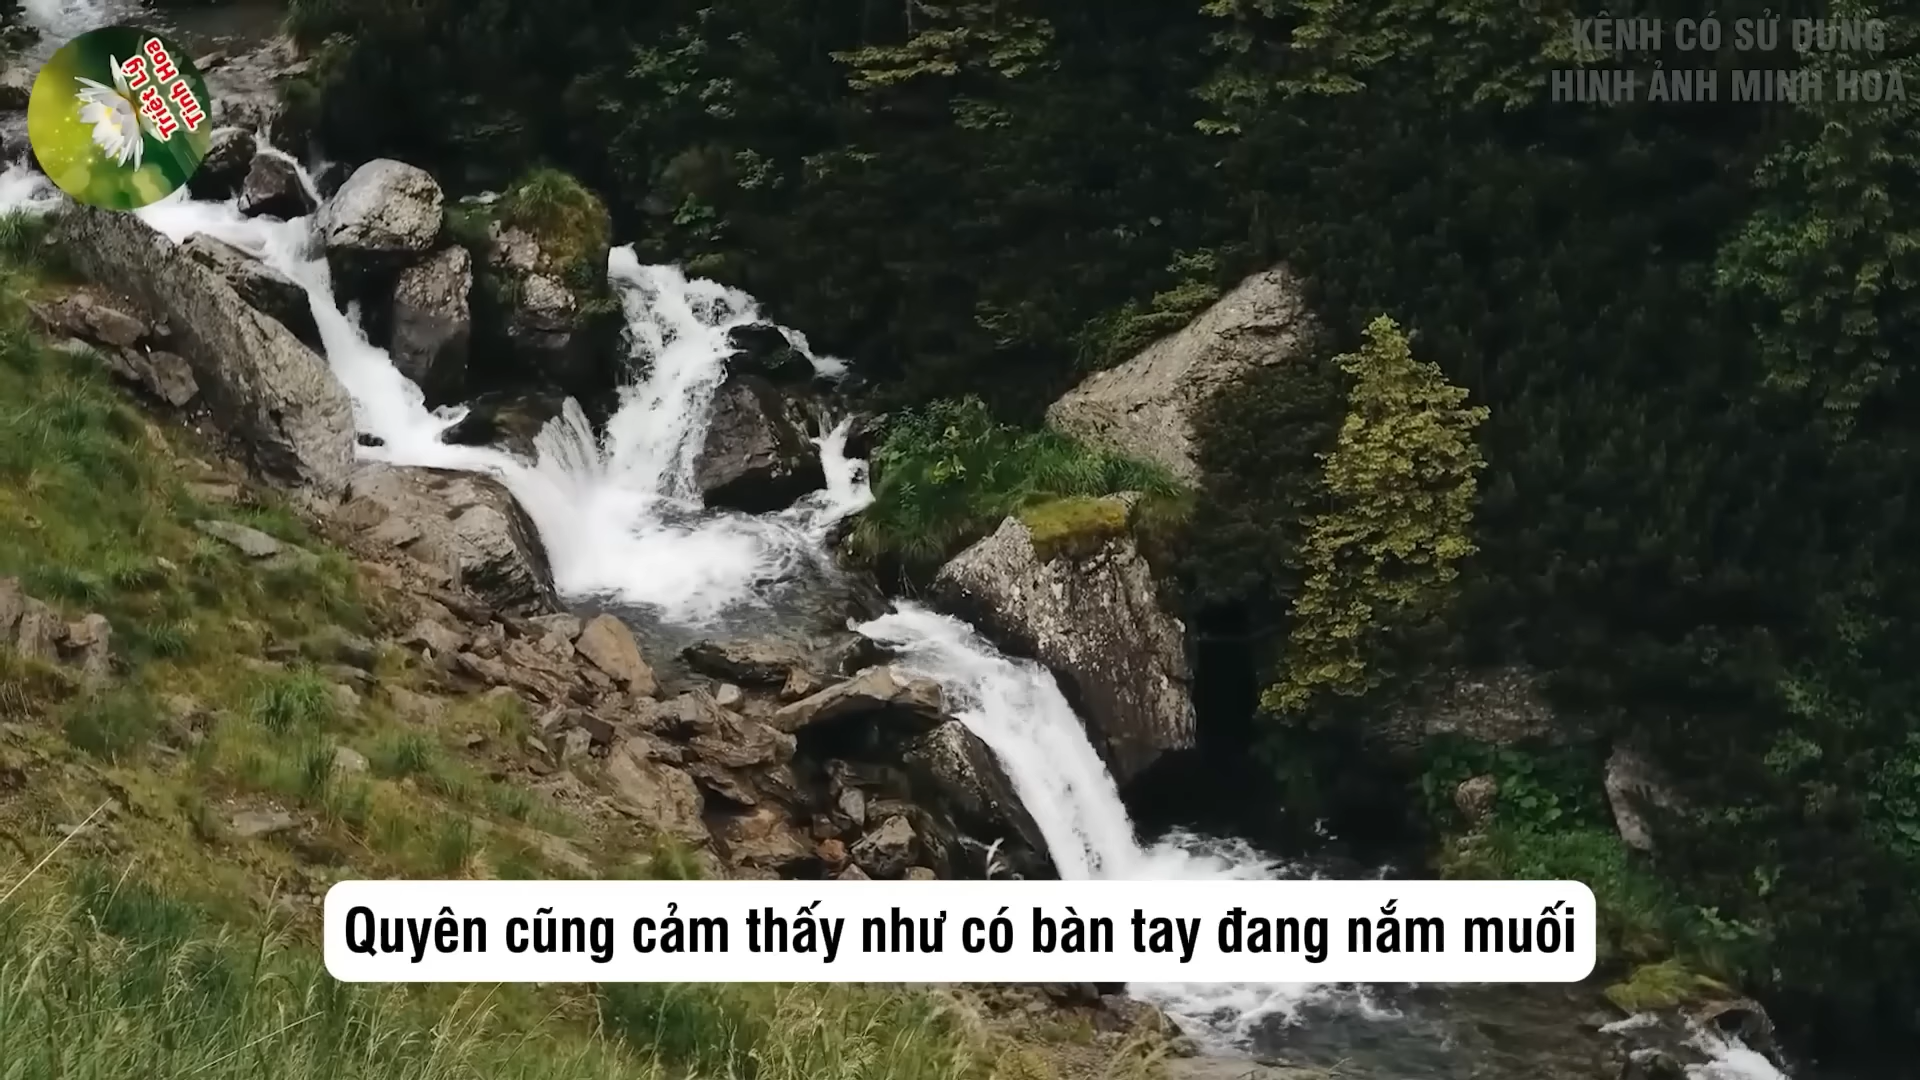 Triết Lý
Tinh Hoa
KÊNH CÓ SỬ DỤNG
HÌNH ẢNH MINH HOẠ
Quyên cũng cảm thấy như có bàn tay đang nắm muối